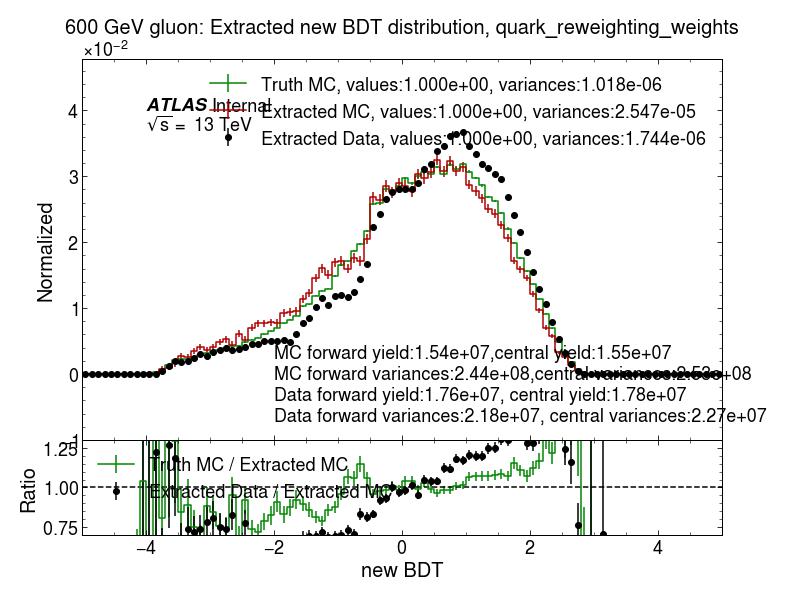 600 GeV gluon: Extracted new BDT distribution, quark_reweighting_weights
×10⁻²
Truth MC, values:1.000e+00, variances:1.018e-06
ATLAS Internal
Extracted MC, values:1.000e+00, variances:2.547e-05
√s = 13 TeV
Extracted Data, values:1.000e+00, variances:1.744e-06
4
3
2
1
0
Normalized
MC forward yield:1.54e+07,central yield:1.55e+07
MC forward variances:2.44e+08,central variances:2.53e+08
Data forward yield:1.76e+07, central yield:1.78e+07
Data forward variances:2.18e+07, central variances:2.27e+07
1.25
1.00
0.75
Ratio
Truth MC / Extracted MC
Extracted Data / Extracted MC
−4 −2 0 2 4
new BDT